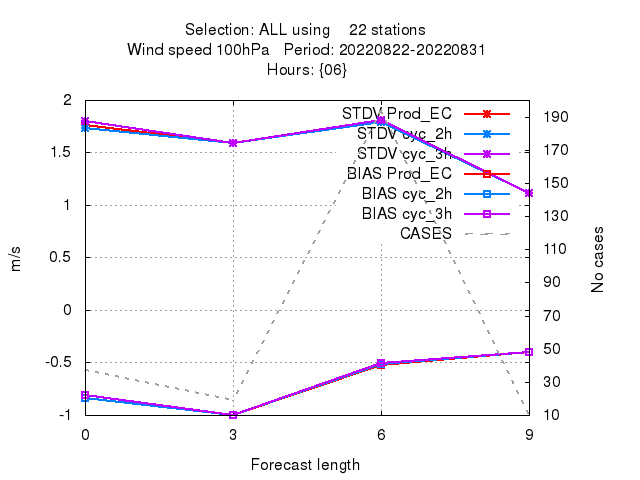 Selection: ALL using 22 stations
Wind speed 100hPa Period: 20220822-20220831
Hours: {06}
2
1.5
1
0.5
0
-0.5
-1
m/s
190
170
150
130
110
90
70
50
30
10
No cases
STDV Prod_EC
STDV cyc_2h
STDV cyc_3h
BIAS Prod_EC
BIAS cyc_2h
BIAS cyc_3h
CASES
0 3 6 9
Forecast length